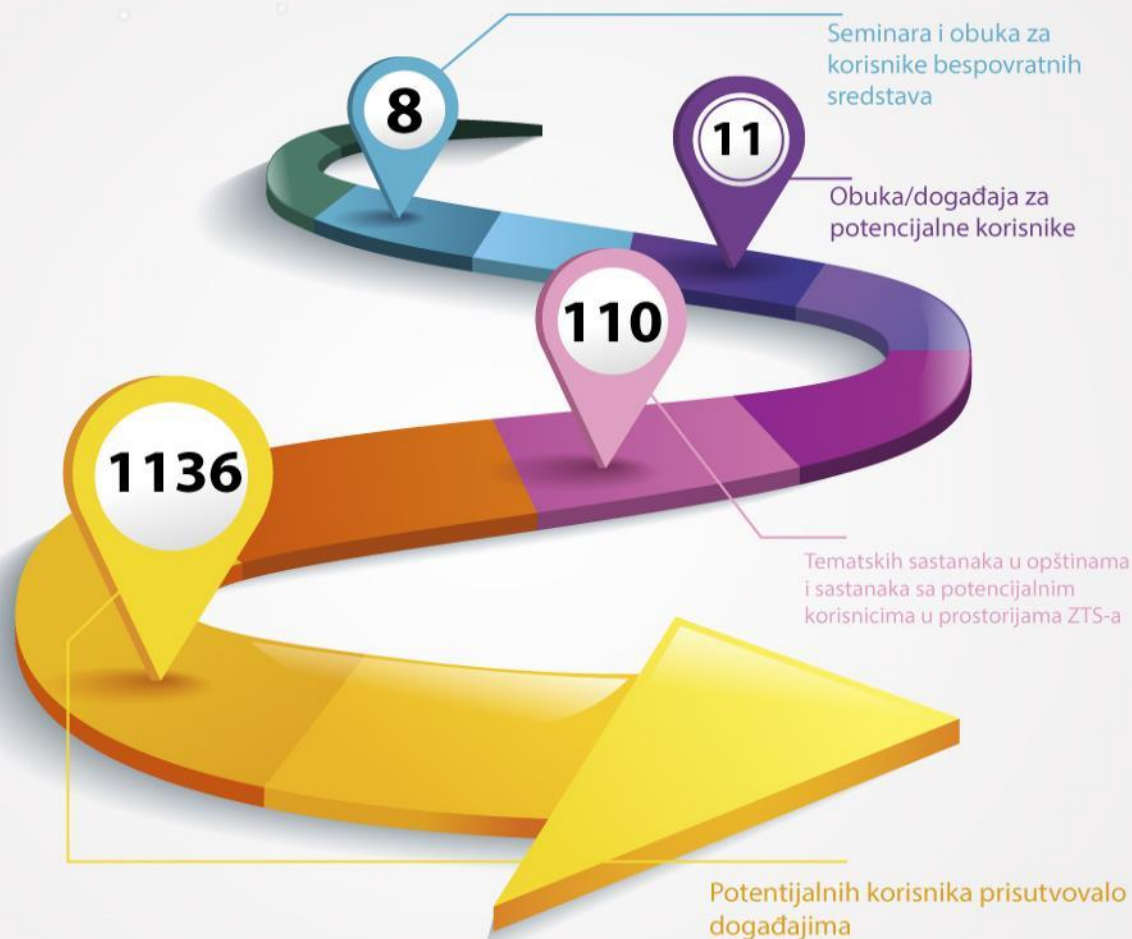 8
Seminara i obuka za
korisnike bespovratnih
sredstava
11
Obuka/događaja za
potencijalne korisnike
110
Tematskih sastanaka u opštinama
i sastanaka sa potencijalnim
korisnicima u prostorijama ZTS-a
1136
Potentijalnih korisnika prisutvovalo
događajima